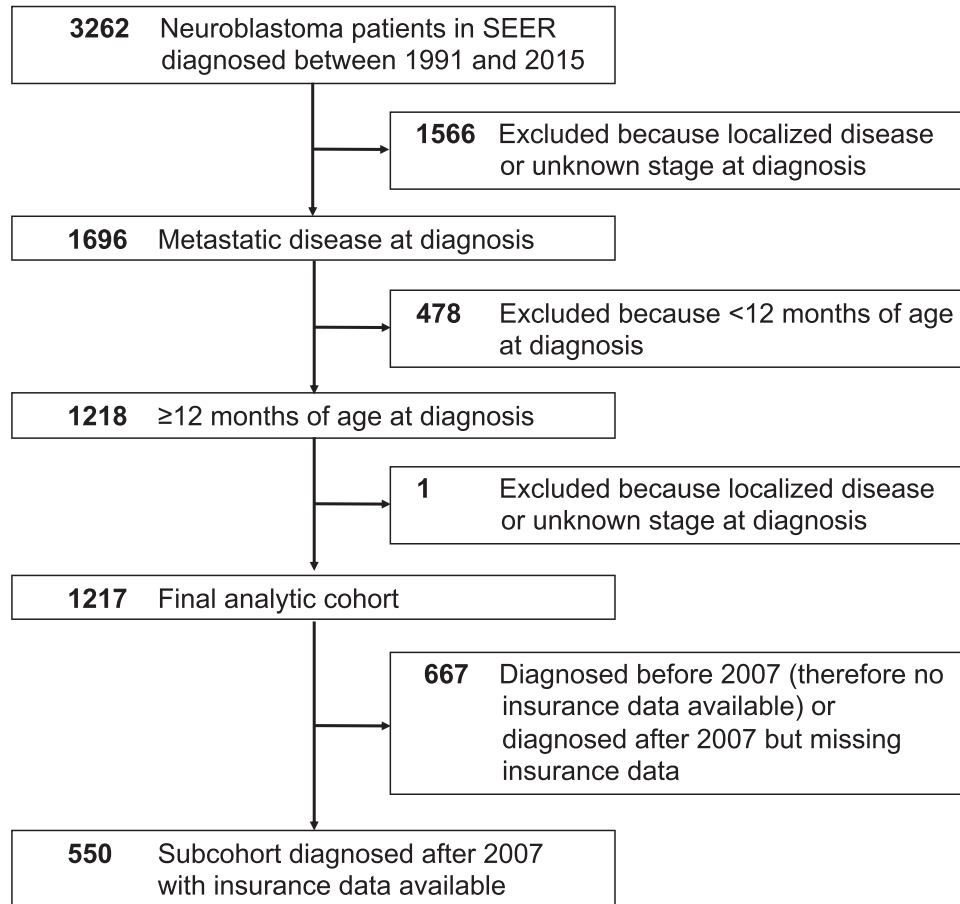 3262 Neuroblastoma patients in SEER
diagnosed between 1991 and 2015
1566 Excluded because localized disease
or unknown stage at diagnosis
1696 Metastatic disease at diagnosis
478 Excluded because <12 months of age
at diagnosis
1218 ≥12 months of age at diagnosis
1 Excluded because localized disease
or unknown stage at diagnosis
1217 Final analytic cohort
667 Diagnosed before 2007 (therefore no
insurance data available) or
diagnosed after 2007 but missing
insurance data
550 Subcohort diagnosed after 2007
with insurance data available